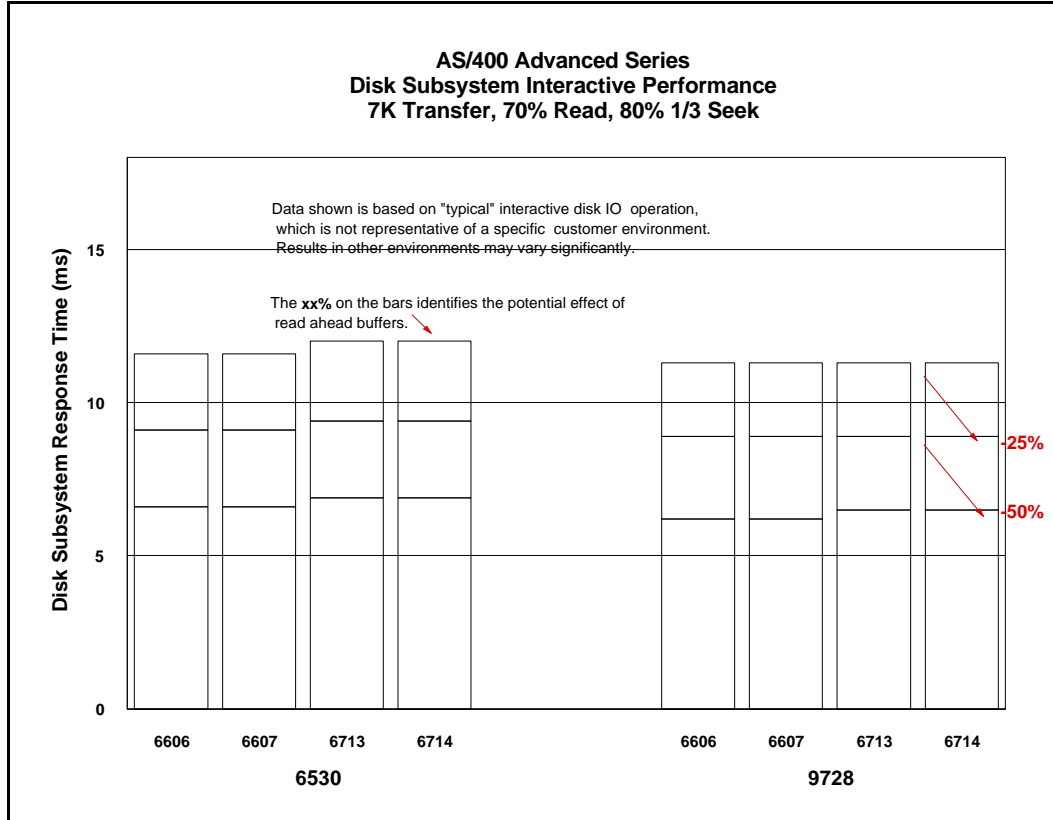 AS/400 Advanced Series
Disk Subsystem Interactive Performance
7K Transfer, 70% Read, 80% 1/3 Seek
Data shown is based on "typical" interactive disk IO operation,
which is not representative of a specific customer environment.
Results in other environments may vary significantly.
The xx% on the bars identifies the potential effect of
read ahead buffers.
Disk Subsystem Response Time (ms)
15
10
5
0
-25%
-50%
6606 6607 6713 6714 6606 6607 6713 6714
6530 9728